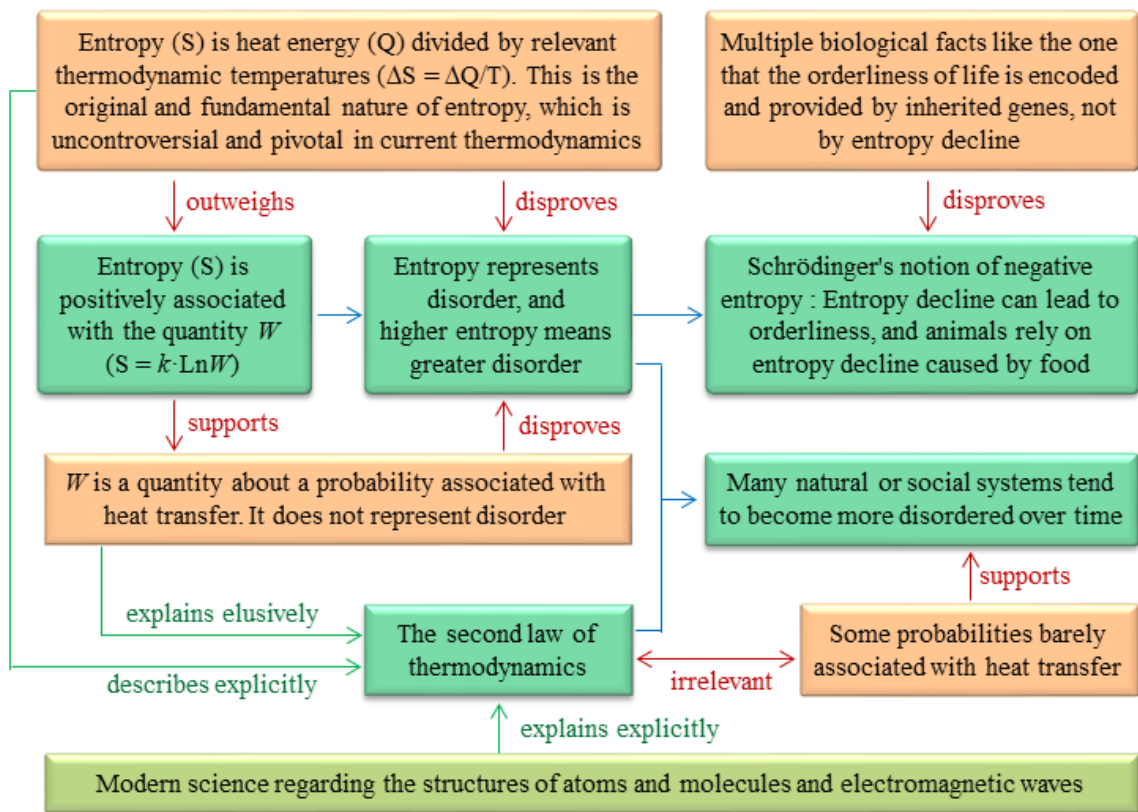 Entropy (S) is heat energy (Q) divided by relevant
thermodynamic temperatures (ΔS = ΔQ/T). This is the
original and fundamental nature of entropy, which is
uncontroversial and pivotal in current thermodynamics
Multiple biological facts like the one
that the orderliness of life is encoded
and provided by inherited genes, not
by entropy decline
outweighs
disproves
disproves
Entropy (S) is
positively associated
with the quantity W
(S = k·LnW)
Entropy represents
disorder, and
higher entropy means
greater disorder
Schrödinger's notion of negative
entropy : Entropy decline can lead to
orderliness, and animals rely on
entropy decline caused by food
supports
disproves
W is a quantity about a probability associated with
heat transfer. It does not represent disorder
Many natural or social systems tend
to become more disordered over time
explains elusively
supports
The second law of
thermodynamics
Some probabilities barely
associated with heat transfer
describes explicitly
irrelevant
explains explicitly
Modern science regarding the structures of atoms and molecules and electromagnetic waves